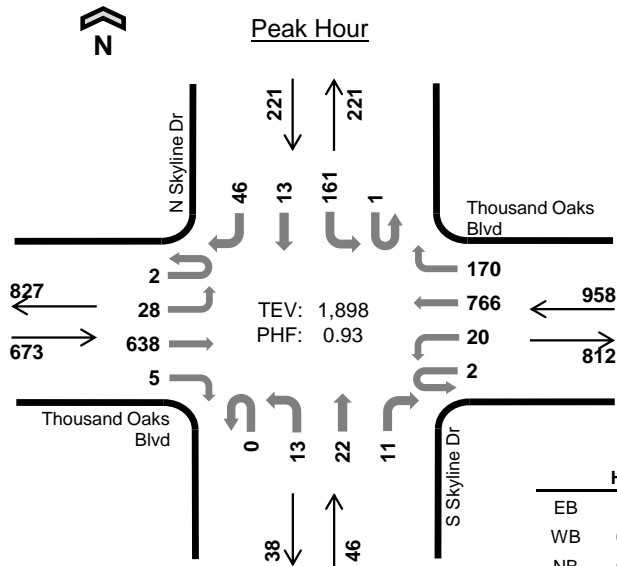 Peak Hour
N
221
221
N Skyline Dr
46
13
161
1
Thousand Oaks
Blvd
2
28
638
5
827
673
TEV: 1,898
PHF: 0.93
170
766
20
2
958
812
Thousand Oaks
Blvd
0
13
22
11
S Skyline Dr
38
46
EB
WB